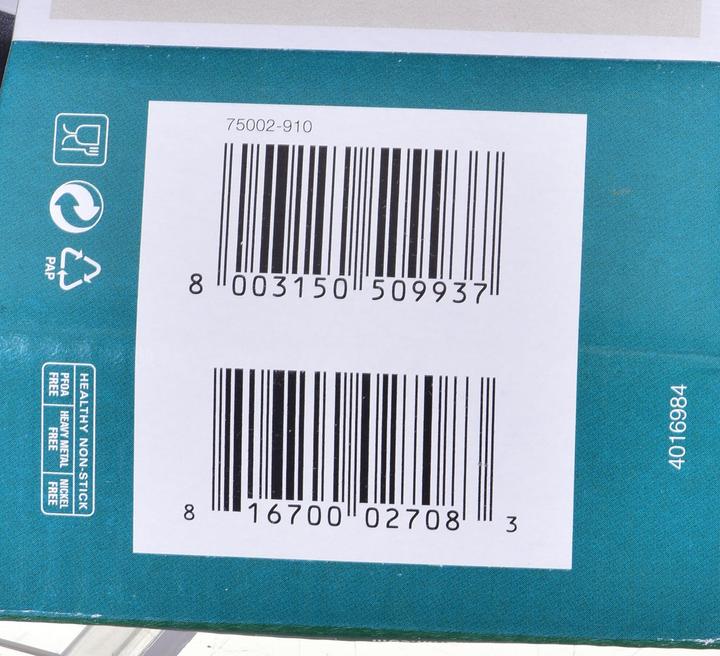 75002-910
8 003150 509937
8 16700 02708 3
PAP
HEALTHY NON-STICK
PFOA FREE
HEAVY METAL FREE
NICKEL FREE
4016984